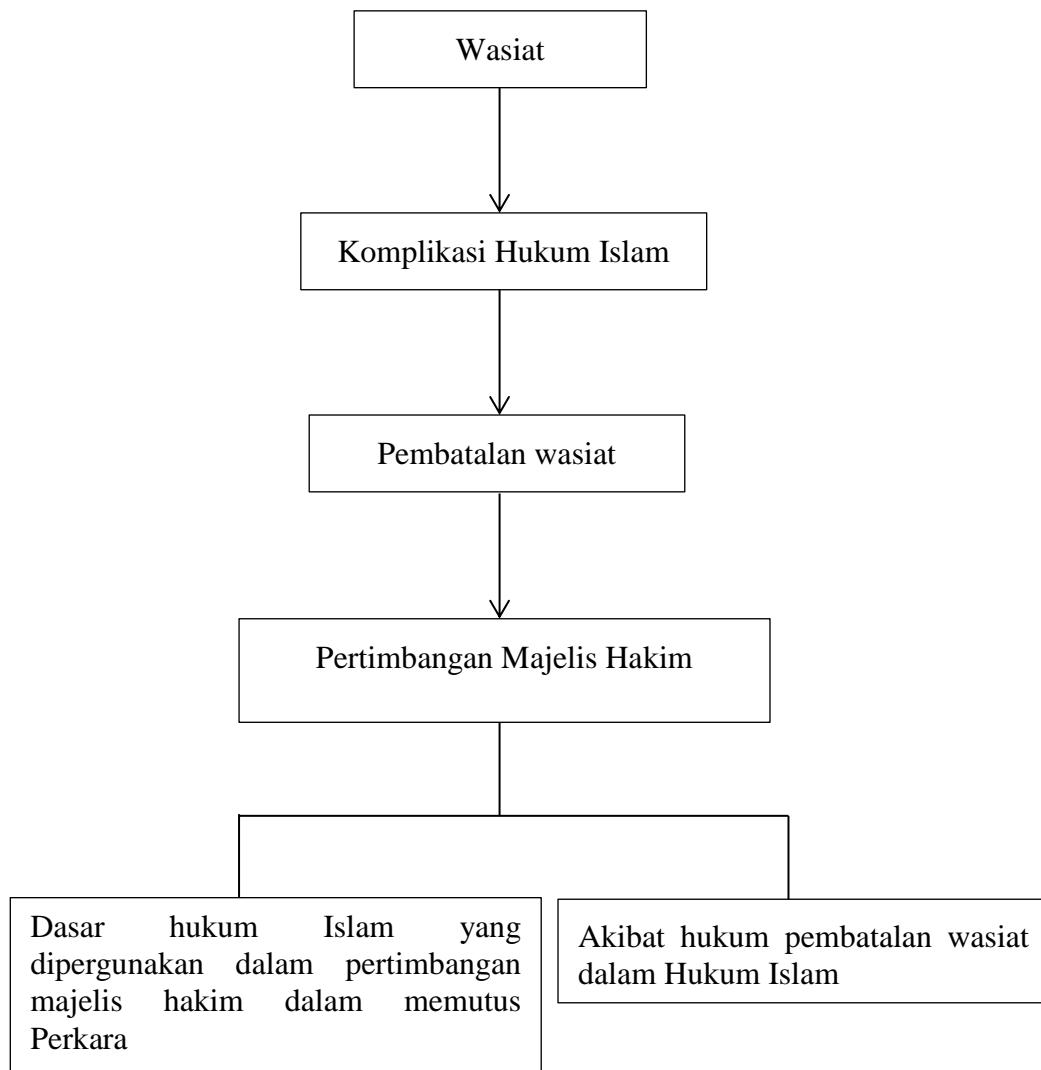 Wasiat
Komplikasi Hukum Islam
Pembatalan wasiat
Pertimbangan Majelis Hakim
Dasar hukum Islam yang
dipergunakan dalam pertimbangan
majelis hakim dalam memutus
Perkara
Akibat hukum pembatalan wasiat
dalam Hukum Islam